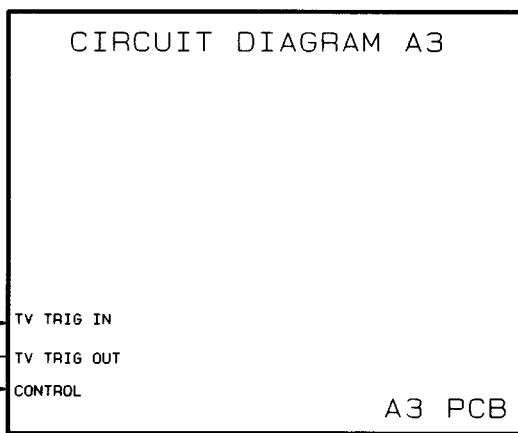 CIRCUIT DIAGRAM A3
TV TRIG IN
TV TRIG OUT
CONTROL
A3 PCB